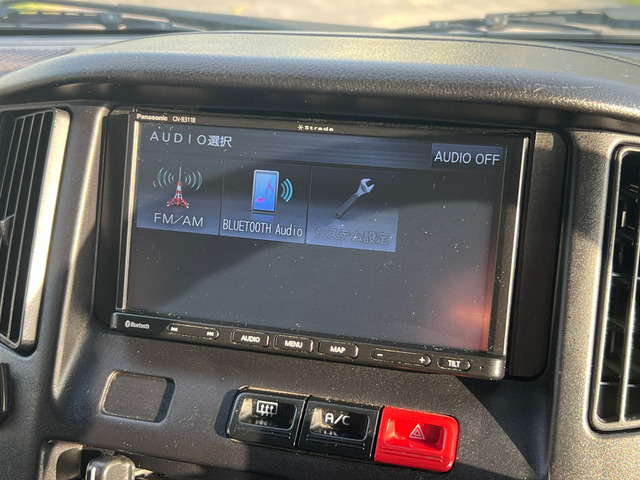 Panasonic CN-B311B
Strada
AUDIO選択
AUDIO OFF
FM/AM
BLUETOOTH Audio
システム設定
Bluetooth
AUDIO
MENU
MAP
TILT
A/C